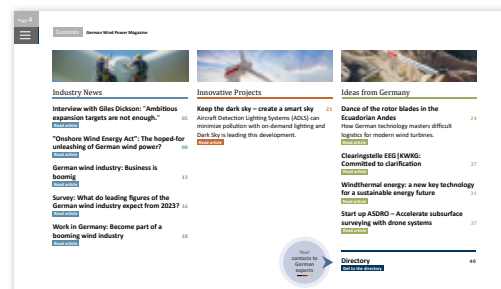 Page 4
Contents
German Wind Power Magazine
Industry News
Interview with Giles Dickson: "Ambitious
expansion targets are not enough." 05
Read article
"Onshore Wind Energy Act": The hoped-for
unleashing of German wind power? 08
Read article
German wind industry: Business is
boomig 13
Read article
Survey: What do leading figures of the
German wind industry expect from 2023? 16
Read article
Work in Germany: Become part of a
booming wind industry 18
Read article
Innovative Projects
Keep the dark sky – create a smart sky 21
Aircraft Detection Lighting Systems (ADLS) can
minimize pollution with on-demand lighting and
Dark Sky is leading this development.
Read article
Ideas from Germany
Dance of the rotor blades in the
Ecuadorian Andes 24
How German technology masters difficult
logistics for modern wind turbines.
Read article
Clearingstelle EEG|KWKG:
Committed to clarification 27
Read article
Windthermal energy: a new key technology
for a sustainable energy future 31
Read article
Start up ASDRO – Accelerate subsurface
surveying with drone systems 37
Read article
Your
contacts to
German
experts
Directory 40
Get to the directory